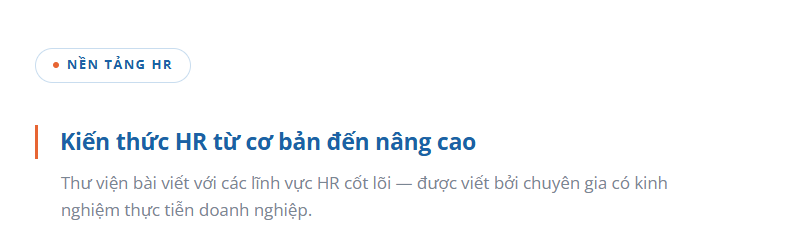 NỀN TẢNG HR
Kiến thức HR từ cơ bản đến nâng cao
Thư viện bài viết với các lĩnh vực HR cốt lõi — được viết bởi chuyên gia có kinh
nghiệm thực tiễn doanh nghiệp.